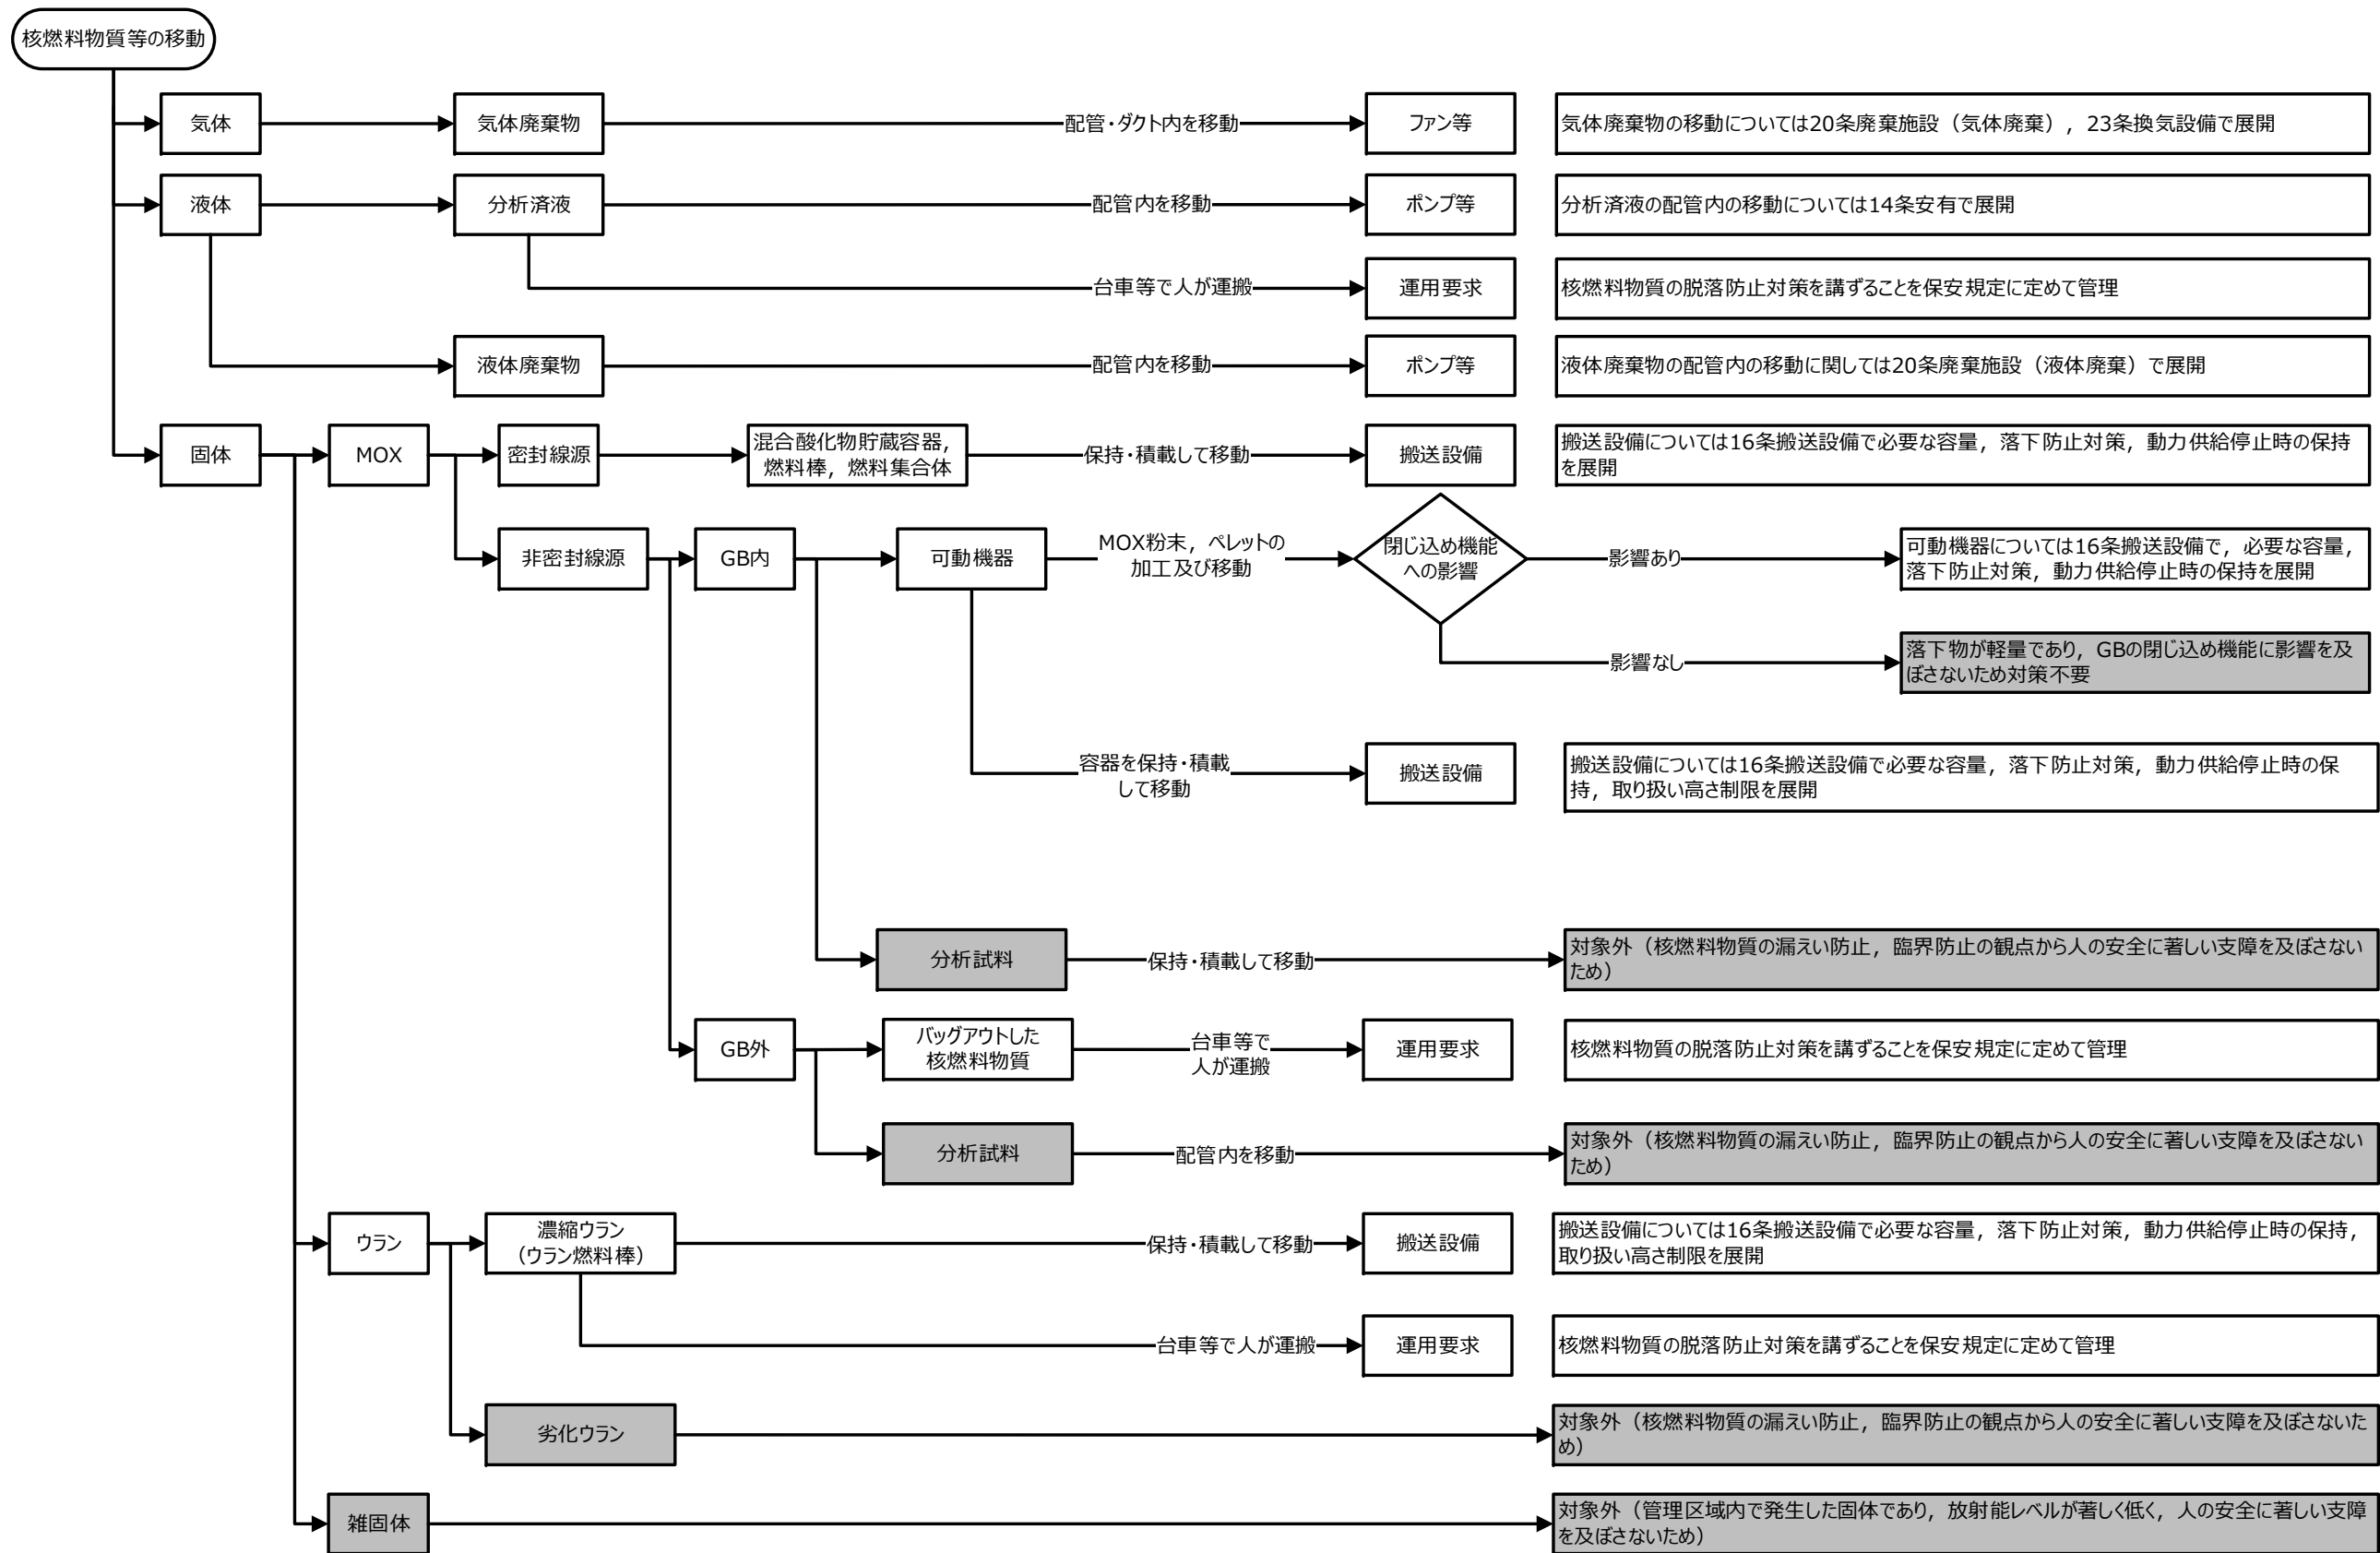 核燃料物質等の移動
気体
気体廃棄物
配管・ダクト内を移動
ファン等
気体廃棄物の移動については20条廃棄施設（気体廃棄），23条換気設備で展開
液体
分析済液
配管内を移動
ポンプ等
分析済液の配管内の移動については14条安有で展開
台車等で人が運搬
運用要求
核燃料物質の脱落防止対策を講ずることを保安規定に定めて管理
液体廃棄物
配管内を移動
ポンプ等
液体廃棄物の配管内の移動に関しては20条廃棄施設（液体廃棄）で展開
固体
MOX
密封線源
混合酸化物貯蔵容器，
燃料棒，燃料集合体
保持・積載して移動
搬送設備
搬送設備については16条搬送設備で必要な容量，落下防止対策，動力供給停止時の保持
を展開
非密封線源
GB内
可動機器
MOX粉末，ペレットの
加工及び移動
閉じ込め機能
への影響
影響あり
可動機器については16条搬送設備で，必要な容量，
落下防止対策，動力供給停止時の保持を展開
影響なし
落下物が軽量であり，GBの閉じ込め機能に影響を及
ぼさないため対策不要
容器を保持・積載
して移動
搬送設備
搬送設備については16条搬送設備で必要な容量，落下防止対策，動力供給停止時の保
持，取り扱い高さ制限を展開
分析試料
保持・積載して移動
対象外（核燃料物質の漏えい防止，臨界防止の観点から人の安全に著しい支障を及ぼさない
ため）
GB外
バッグアウトした
核燃料物質
台車等で
人が運搬
運用要求
核燃料物質の脱落防止対策を講ずることを保安規定に定めて管理
分析試料
配管内を移動
対象外（核燃料物質の漏えい防止，臨界防止の観点から人の安全に著しい支障を及ぼさない
ため）
ウラン
濃縮ウラン
（ウラン燃料棒）
保持・積載して移動
搬送設備
搬送設備については16条搬送設備で必要な容量，落下防止対策，動力供給停止時の保持，
取り扱い高さ制限を展開
台車等で人が運搬
運用要求
核燃料物質の脱落防止対策を講ずることを保安規定に定めて管理
劣化ウラン
対象外（核燃料物質の漏えい防止，臨界防止の観点から人の安全に著しい支障を及ぼさないた
め）
雑固体
対象外（管理区域内で発生した固体であり，放射能レベルが著しく低く，人の安全に著しい支障
を及ぼさないため）